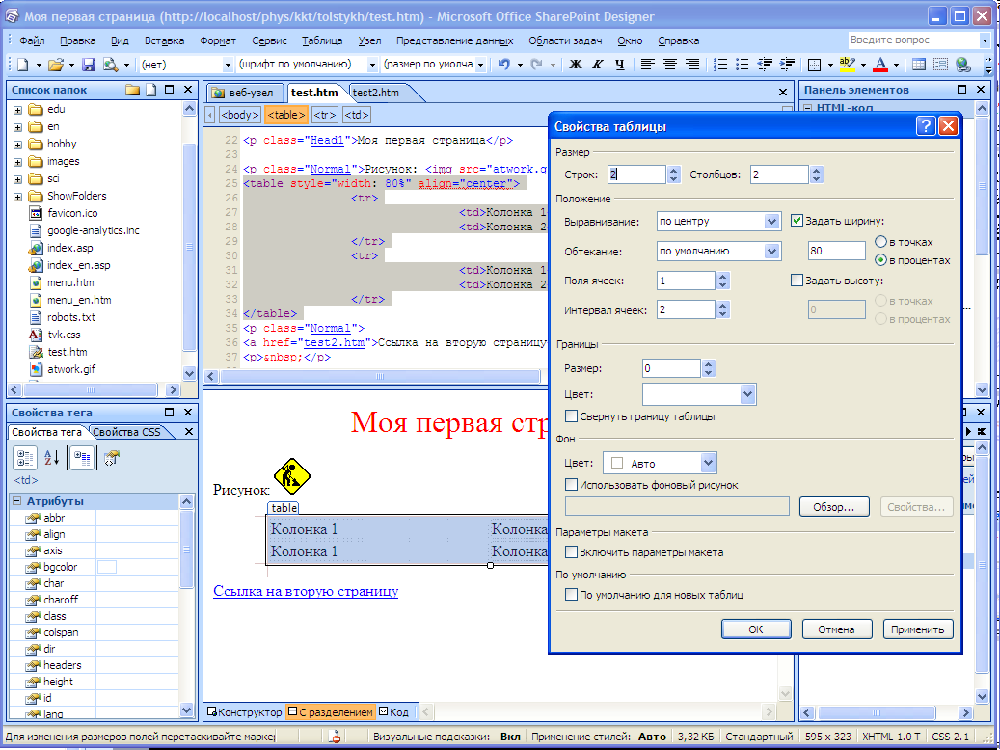 Моя первая страница (http://localhost/phys/kkt/tolstykh/test.htm) - Microsoft Office SharePoint Designer
Файл Правка Вид Вставка Формат Сервис Таблица Узел Представление данных Области задач Окно Справка Введите вопрос
(нет) (шрифт по умолчанию) (размер по умолча Ж К Ч
Список папок
edu
en
hobby
images
sci
ShowFolders
favicon.ico
google-analytics.inc
index.asp
index_en.asp
menu.htm
menu_en.htm
robots.txt
tvk.css
test.htm
atwork.gif
веб-узел test.htm test2.htm
<body> <table> <tr> <td>
22 <p class="Head1">Моя первая страница</p>
23
24 <p class="Normal">Рисунок: <img src="atwork.g
25 <table style="width: 80%" align="center">
26 <tr>
27 <td>Колонка 1
28 <td>Колонка 2
29 </tr>
30 <tr>
31 <td>Колонка 1
32 <td>Колонка 2
33 </tr>
34 </table>
35 <p class="Normal">
36 <a href="test2.htm">Ссылка на вторую страницу
37 <p>&nbsp;</p>
Панель элементов
HTML-код
Свойства тега
Свойства тега Свойства CSS
<td>
Атрибуты
abbr
align
axis
bgcolor
char
charoff
class
colspan
dir
headers
height
id
lang
Моя первая стр
Рисунок:
table
Колонка 1 Колонка
Колонка 1 Колонка
Ссылка на вторую страницу
Конструктор С разделением Код
Свойства таблицы
Размер
Строк: 2 Столбцов: 2
Положение
Выравнивание: по центру Задать ширину:
Обтекание: по умолчанию 80 в точках
в процентах
Поля ячеек: 1 Задать высоту:
Интервал ячеек: 2 0 в точках
в процентах
Границы
Размер: 0
Цвет:
Свернуть границу таблицы
Фон
Цвет: Авто
Использовать фоновый рисунок
Обзор... Свойства...
Параметры макета
Включить параметры макета
По умолчанию
По умолчанию для новых таблиц
ОК Отмена Применить
Для изменения размеров полей перетаскивайте маркер Визуальные подсказки: Вкл Применение стилей: Авто 3,32 КБ Стандартный 595 x 323 XHTML 1.0 T CSS 2.1